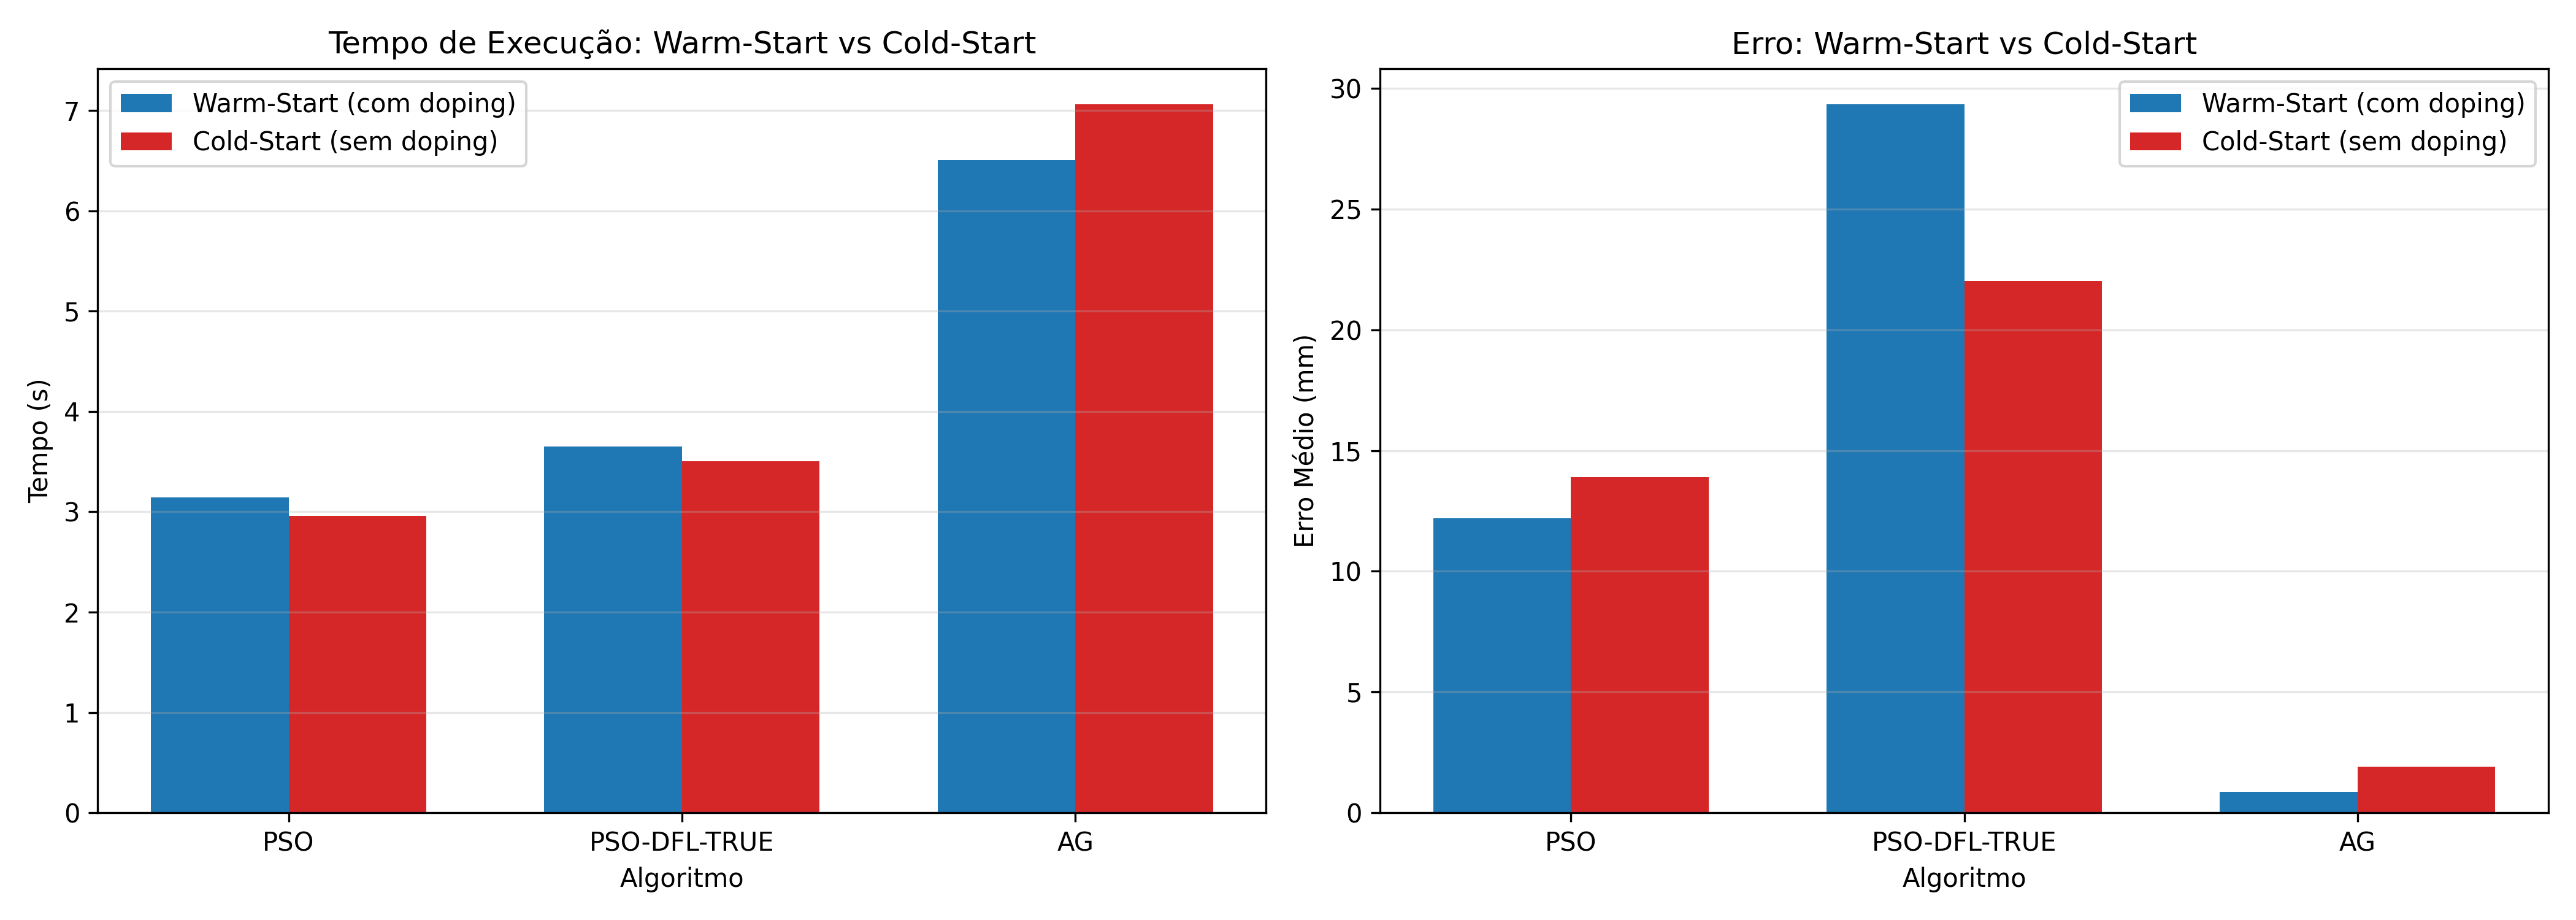 Tempo de Execução: Warm-Start vs Cold-Start
Warm-Start (com doping)
Cold-Start (sem doping)
Tempo (s)
7
6
5
4
3
2
1
0
PSO
PSO-DFL-TRUE
AG
Algoritmo
Erro: Warm-Start vs Cold-Start
Warm-Start (com doping)
Cold-Start (sem doping)
Erro Médio (mm)
30
25
20
15
10
5
0
PSO
PSO-DFL-TRUE
AG
Algoritmo